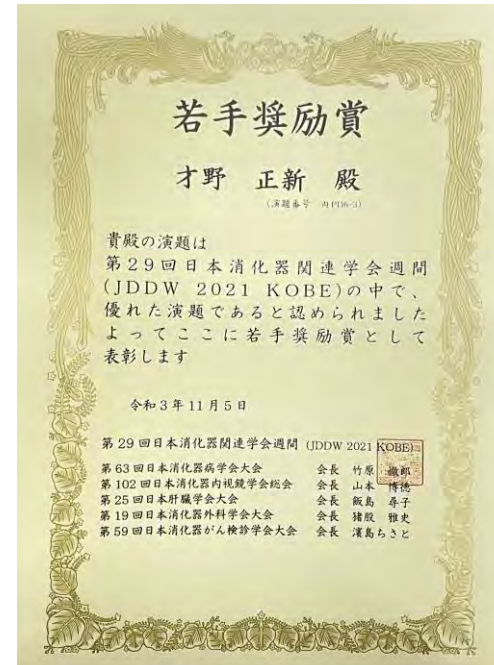 若手奨励賞
才野 正新 殿
(演題番号
貴殿の演題は
第29回日本消化器関連学会週間
(JDDW 2021 KOBE)の中で、
優れた演題であると認められました
よってここに若手奨励賞として
表彰します
令和3年11月5日
第29回日本消化器関連学会週間 (JDDW 2021 KOBE)
第63回日本消化器病学会大会 会長 竹原 徹郎
第102回日本消化器内視鏡学会総会 会長 山本 博徳
第25回日本肝臓学会大会 会長 飯島 尋子
第19回日本消化器外科学会大会 会長 猪股 雅史
第59回日本消化器がん検診学会大会 会長 濱島ちさと